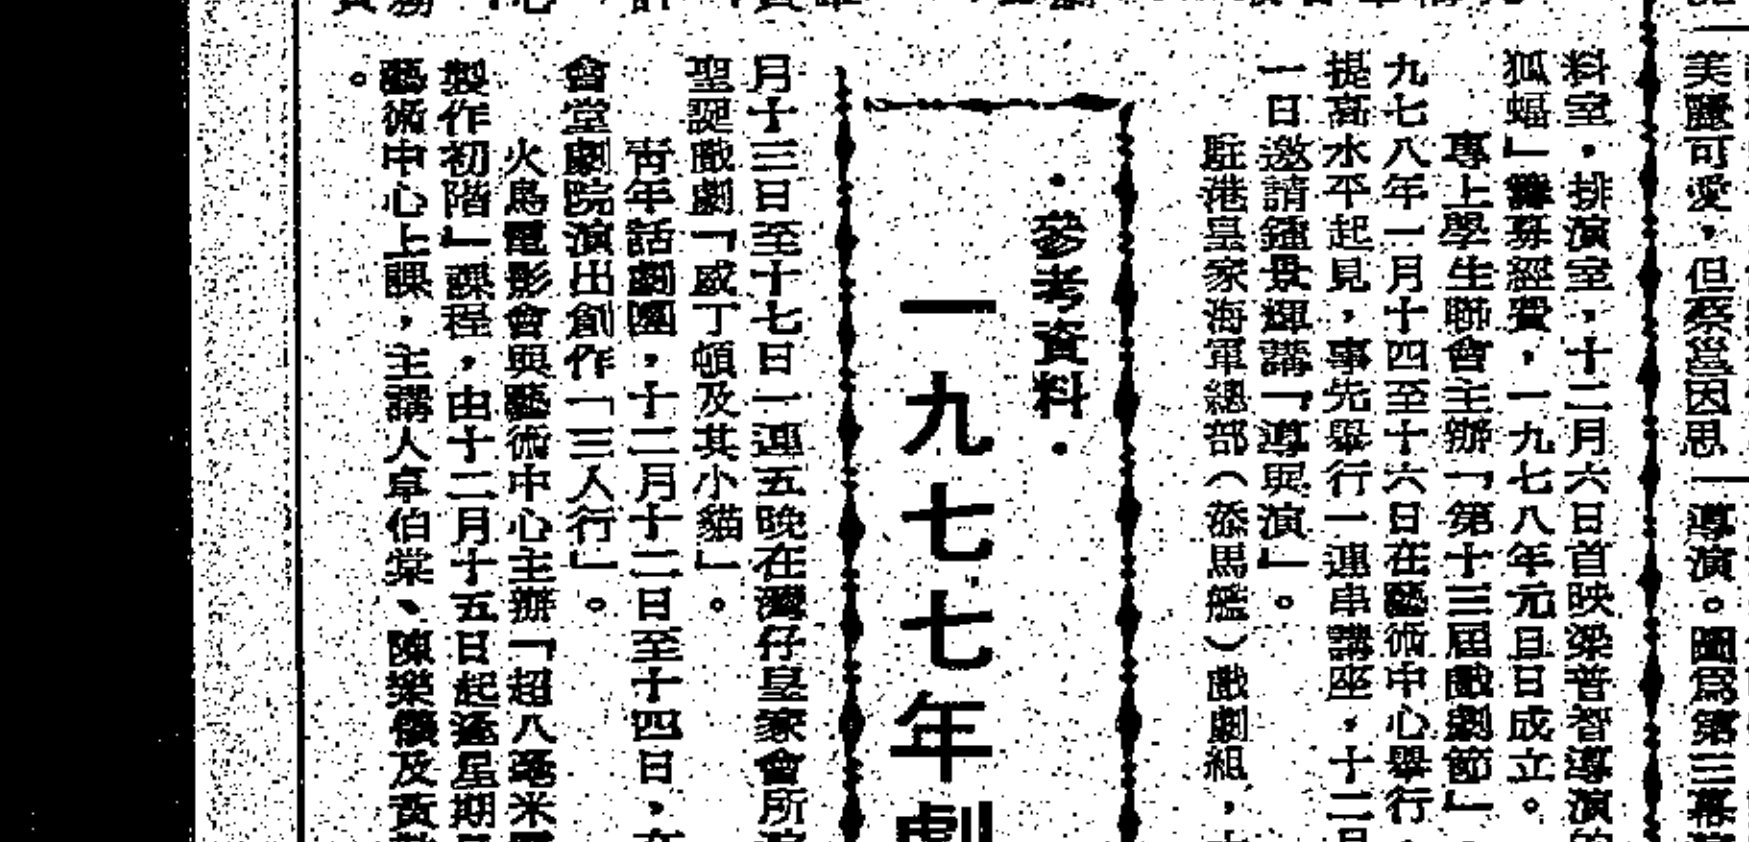 美麗可愛，但蔡邕因思
導演。圖爲第三幕
料室，排演室，十二月六日首映梁普智導演的
狐蝠」籌募經費，一九七八年元旦日成立。
專上學生聯會主辦「第十三屆戲劇節」
九七八年一月十四至十六日在藝術中心舉行，
提高水平起見，事先舉行一連串講座，十二月
一日邀請鍾景輝講「導與演」。
駐港皇家海軍總部（添馬艦）戲劇組，十
・參考資料・
一九七七年劇
月十三日至十七日一連五晚在灣仔皇家會所演
聖誕戲劇「威丁頓及其小貓」。
靑年話劇團，十二月十二日至十四日，在
會堂劇院演出創作「三人行」。
火鳥電影會與藝術中心主辦「超八毫米電
製作初階」課程，由十二月十五日起逐星期
藝術中心上課，主講人卓伯棠、陳樂儀及黃
。